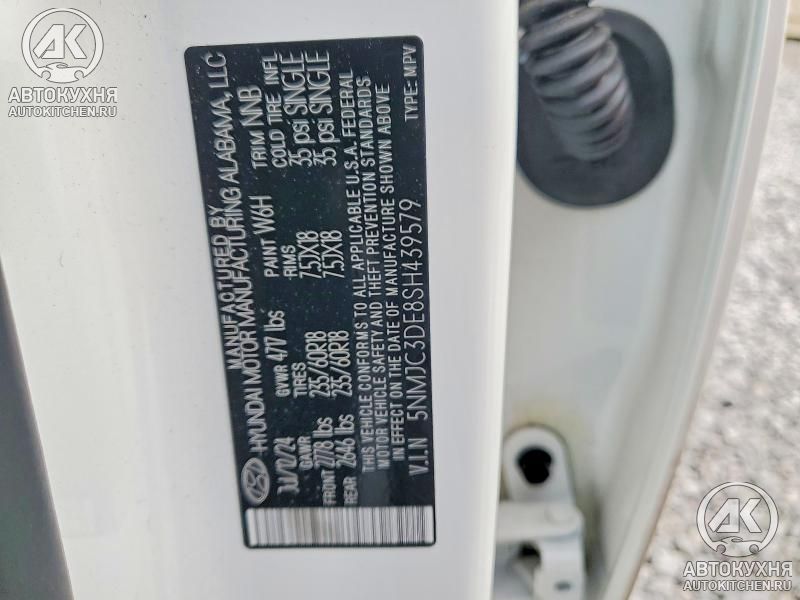 MANUFACTURED BY
HYUNDAI MOTOR MANUFACTURING ALABAMA, LLC
GVWR 4717 lbs PAINT W6H TRIM NNB
GAWR TIRES RIMS COLD TIRE INFL
FRONT 2778 lbs 235/60R18 7.5JX18 35 psi SINGLE
REAR 2646 lbs 235/60R18 7.5JX18 35 psi SINGLE
THIS VEHICLE CONFORMS TO ALL APPLICABLE U.S.A. FEDERAL
MOTOR VEHICLE SAFETY AND THEFT PREVENTION STANDARDS
IN EFFECT ON THE DATE OF MANUFACTURE SHOWN ABOVE
V.I.N 5NMJC3DE8SH439579 TYPE: MPV
АК
АВТОКУХНЯ
AUTOKITCHEN.RU
АК
АВТОКУХНЯ
AUTOKITCHEN.RU